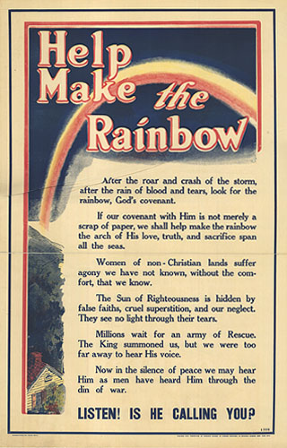 Help
Make the
Rainbow
After the roar and crash of the storm,
after the rain of blood and tears, look for the
rainbow, God's covenant.
If our covenant with Him is not merely a
scrap of paper, we shall help make the rainbow
the arch of His love, truth, and sacrifice span
all the seas.
Women of non-Christian lands suffer
agony we have not known, without the com-
fort, that we know.
The Sun of Righteousness is hidden by
false faiths, cruel superstition, and our neglect.
They see no light through their tears.
Millions wait for an army of Rescue.
The King summoned us, but we were too
far away to hear His voice.
Now in the silence of peace we may hear
Him as men have heard Him through the
din of war.
LISTEN! IS HE CALLING YOU?